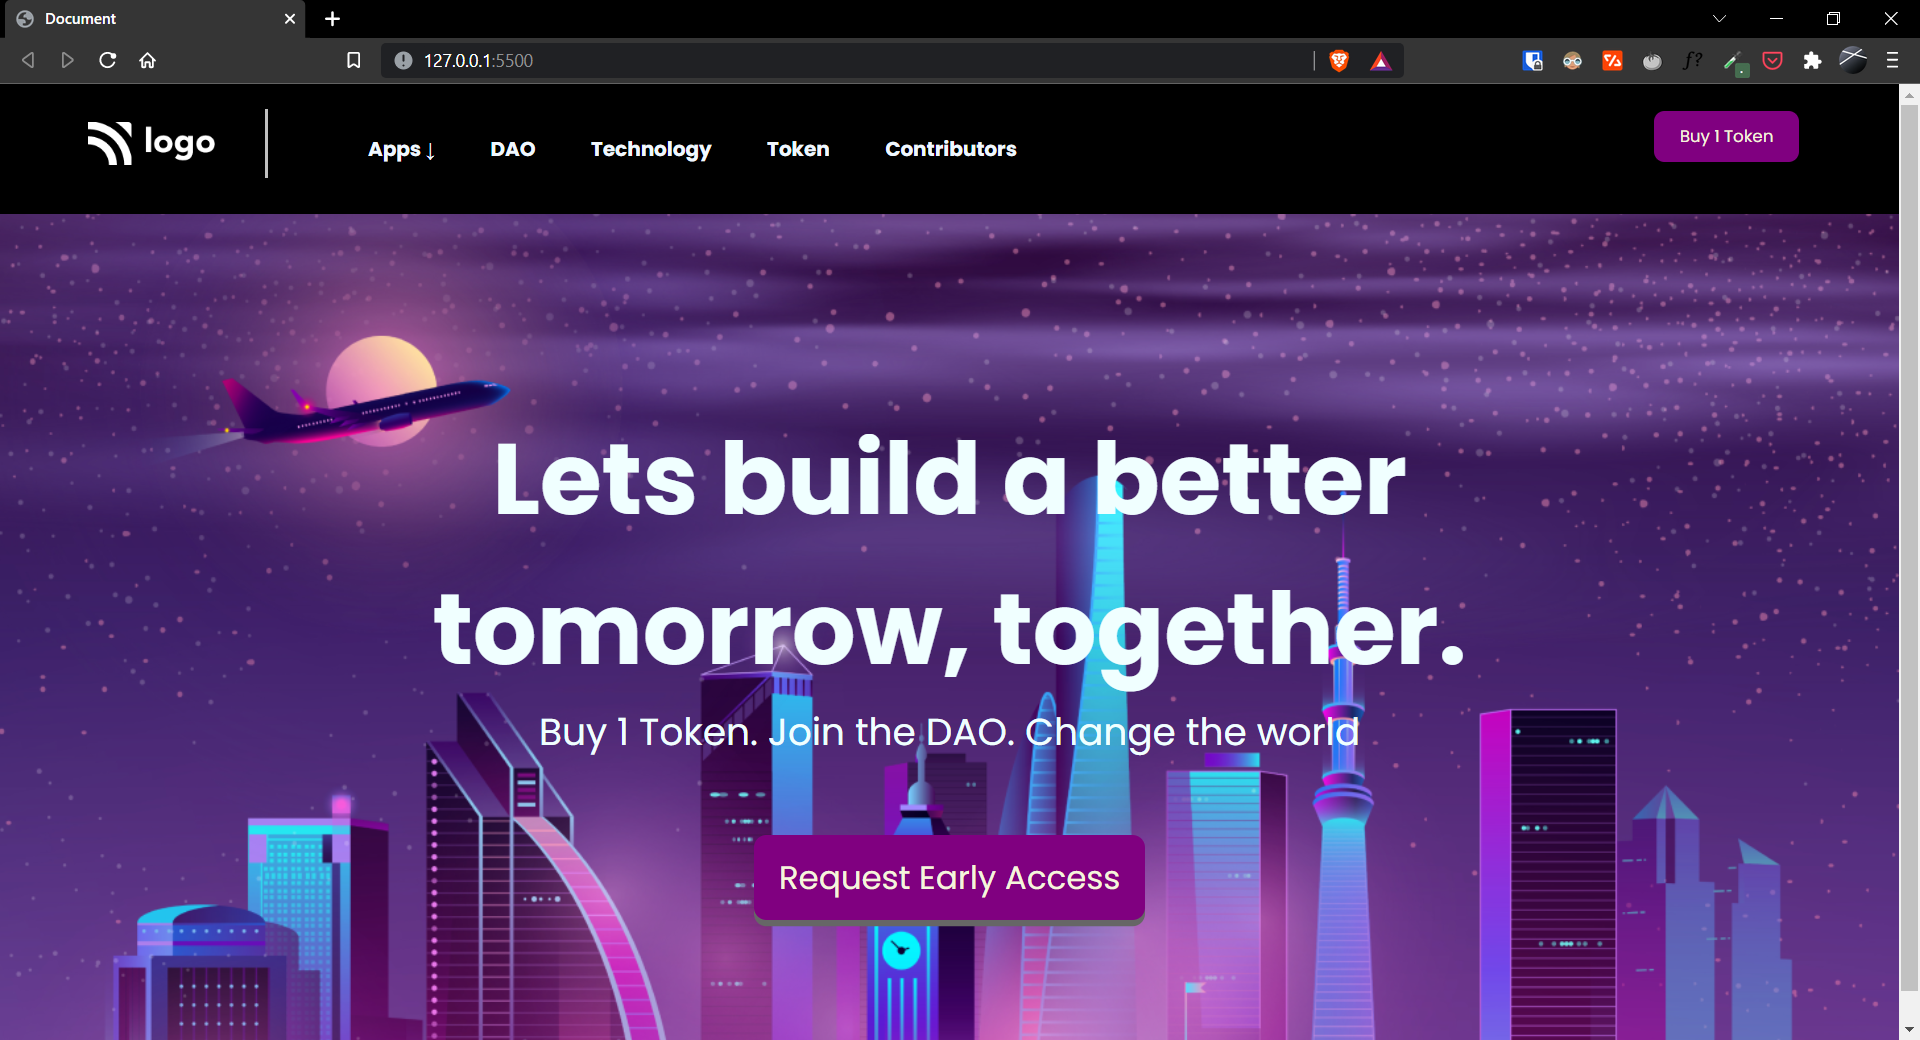 Document
127.0.0.1:5500
logo
Apps ↓ DAO Technology Token Contributors
Buy 1 Token
Lets build a better
tomorrow, together.
Buy 1 Token. Join the DAO. Change the world
Request Early Access